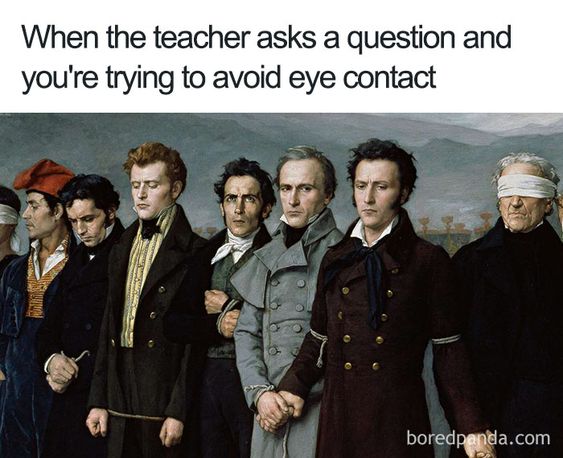 When the teacher asks a question and
you're trying to avoid eye contact
boredpanda.com